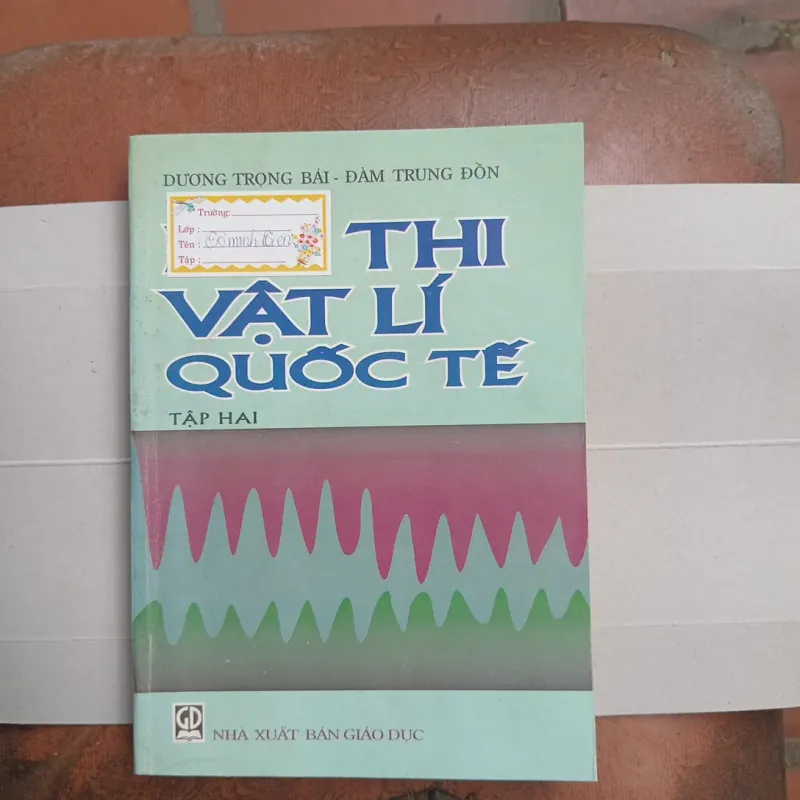 DƯƠNG TRỌNG BÁI - ĐÀM TRUNG ĐỒN
Trường:
Lớp :
Tên :
Tập :
THI
VẬT LÍ
QUỐC TẾ
TẬP HAI
GD
NHÀ XUẤT BẢN GIÁO DỤC